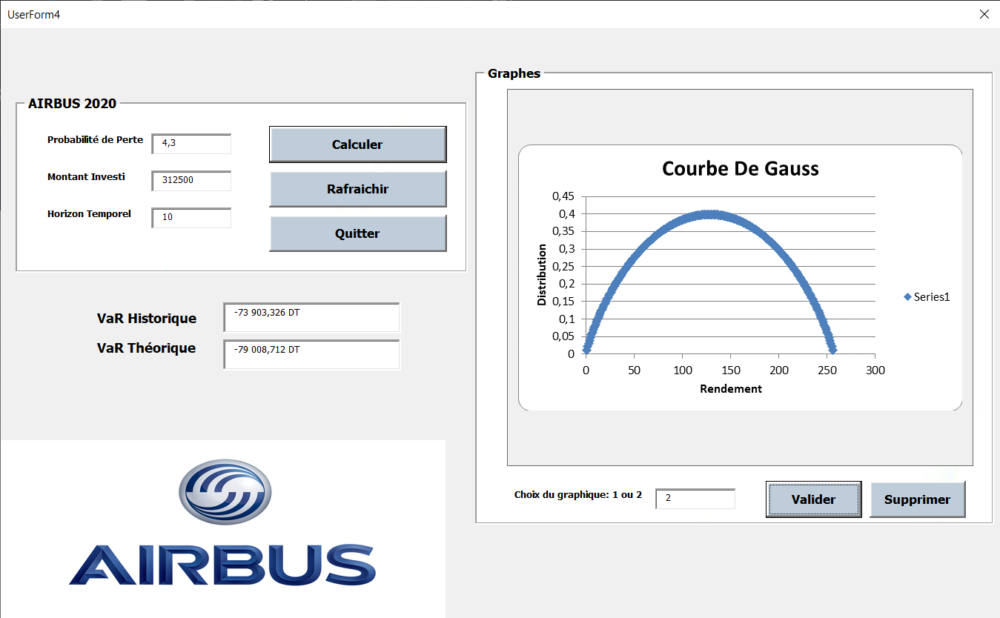 UserForm4
AIRBUS 2020
Probabilité de Perte 4,3
Montant Investi 312500
Horizon Temporel 10
Calculer
Rafraichir
Quitter
VaR Historique -73 903,326 DT
VaR Théorique -79 008,712 DT
AIRBUS
Graphes
Courbe De Gauss
0,45
0,4
0,35
0,3
0,25
0,2
0,15
0,1
0,05
0
Distribution
0 50 100 150 200 250 300
Rendement
Series1
Choix du graphique: 1 ou 2 2
Valider
Supprimer